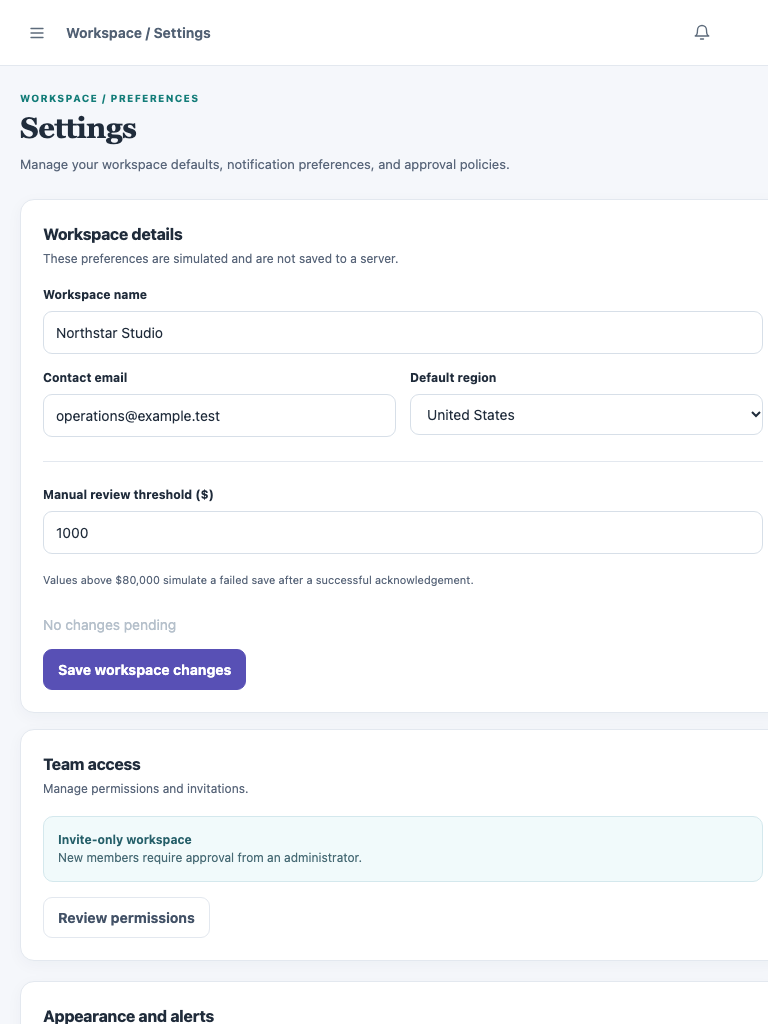 Workspace / Settings
WORKSPACE / PREFERENCES
Settings
Manage your workspace defaults, notification preferences, and approval policies.
Workspace details
These preferences are simulated and are not saved to a server.
Workspace name
Northstar Studio
Contact email
Default region
operations@example.test
United States
Manual review threshold ($)
1000
Values above $80,000 simulate a failed save after a successful acknowledgement.
No changes pending
Save workspace changes
Team access
Manage permissions and invitations.
Invite-only workspace
New members require approval from an administrator.
Review permissions
Appearance and alerts